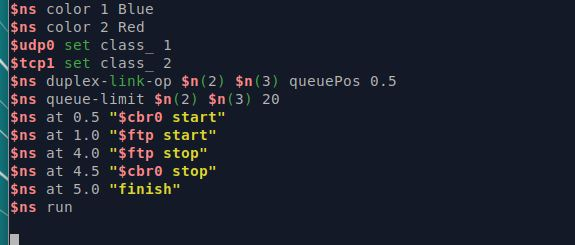 $ns color 1 Blue
$ns color 2 Red
$udp0 set class_ 1
$tcp1 set class_ 2
$ns duplex-link-op $n(2) $n(3) queuePos 0.5
$ns queue-limit $n(2) $n(3) 20
$ns at 0.5 "$cbr0 start"
$ns at 1.0 "$ftp start"
$ns at 4.0 "$ftp stop"
$ns at 4.5 "$cbr0 stop"
$ns at 5.0 "finish"
$ns run